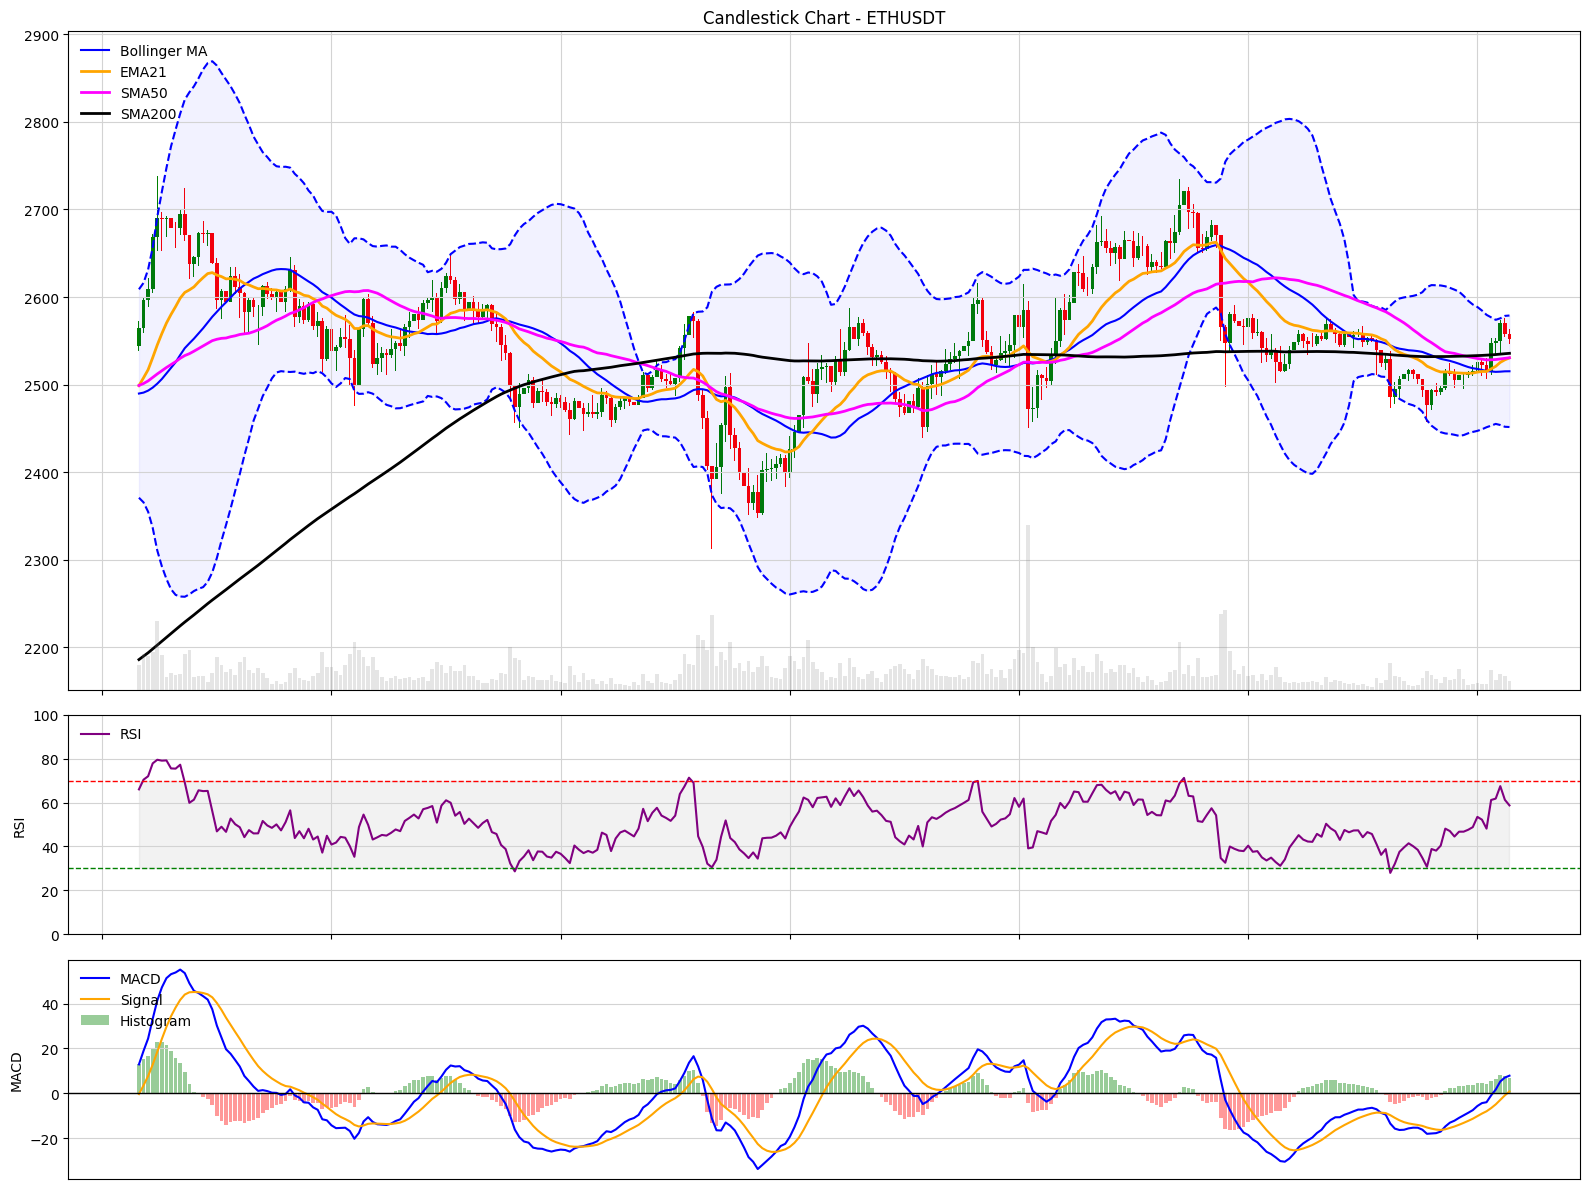 Candlestick Chart - ETHUSDT
2900
2800
2700
2600
2500
2400
2300
2200
Bollinger MA
EMA21
SMA50
SMA200
100
80
60
40
20
0
RSI
RSI
40
20
0
−20
MACD
MACD
Signal
Histogram